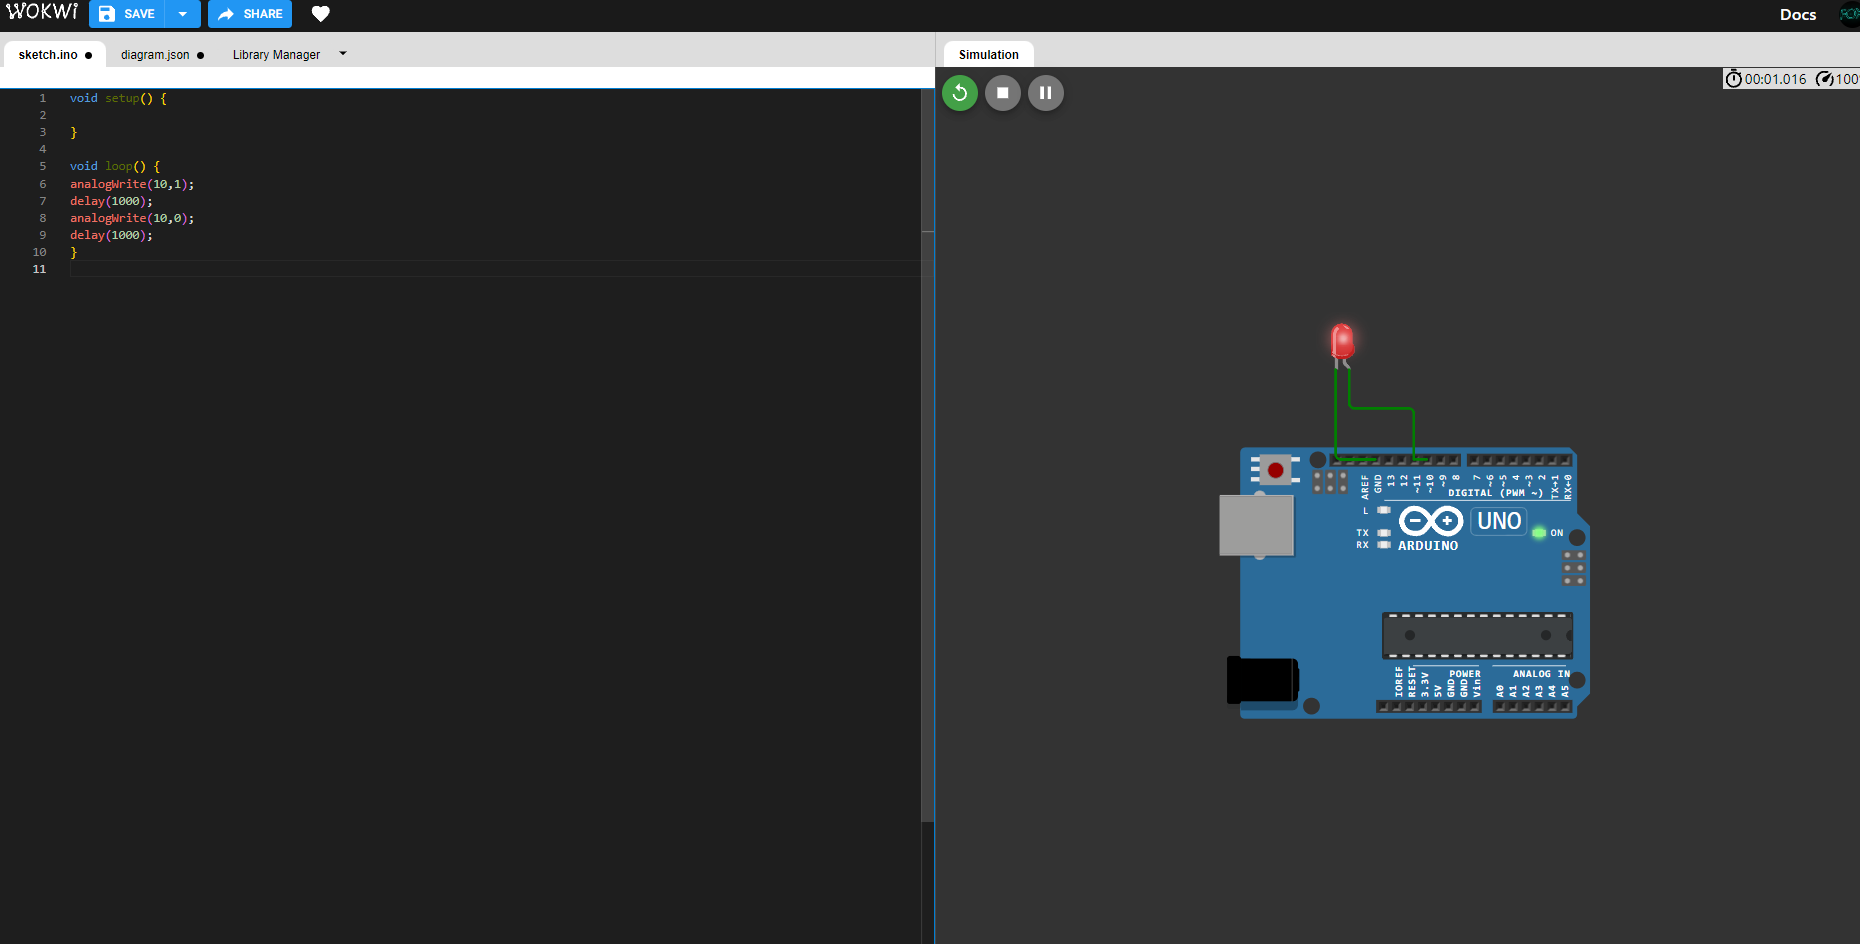 WOKWI SAVE SHARE Docs
sketch.ino ● diagram.json ● Library Manager
Simulation
00:01.016 100
1 void setup() {
2
3 }
4
5 void loop() {
6 analogWrite(10,1);
7 delay(1000);
8 analogWrite(10,0);
9 delay(1000);
10 }
11
AREF GND 13 12 ~11 ~10 ~9 8 7 ~6 ~5 4 ~3 2 TX→1 RX←0
DIGITAL (PWM ~)
L
TX
RX
UNO
ON
ARDUINO
POWER
ANALOG IN
IOREF RESET 3.3V 5V GND GND Vin A0 A1 A2 A3 A4 A5